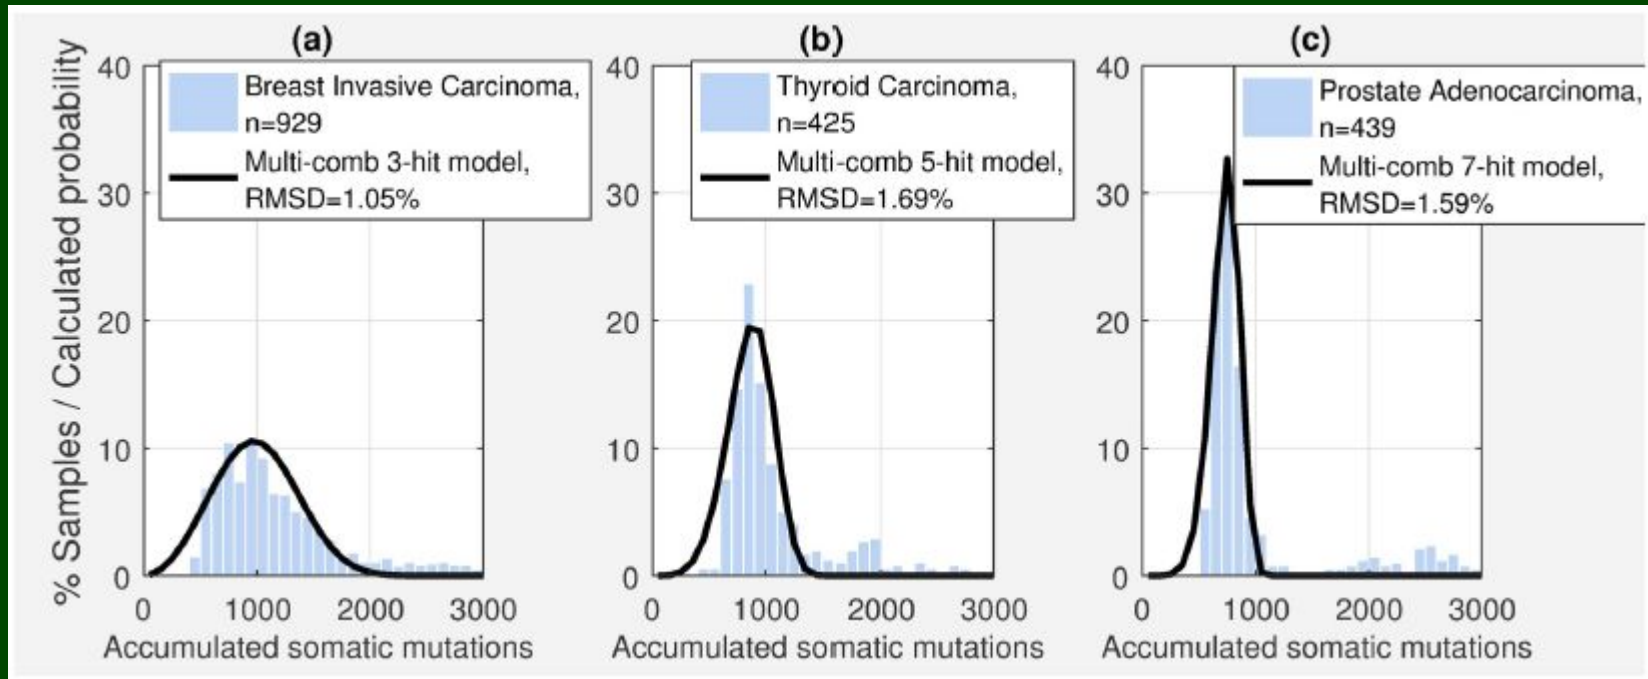 (a)
(b)
(c)
% Samples / Calculated probability
40
30
20
10
0
Breast Invasive Carcinoma,
n=929
Multi-comb 3-hit model,
RMSD=1.05%
0 1000 2000 3000
Accumulated somatic mutations
40
30
20
10
0
Thyroid Carcinoma,
n=425
Multi-comb 5-hit model,
RMSD=1.69%
0 1000 2000 3000
Accumulated somatic mutations
40
30
20
10
0
Prostate Adenocarcinoma,
n=439
Multi-comb 7-hit model,
RMSD=1.59%
0 1000 2000 3000
Accumulated somatic mutations